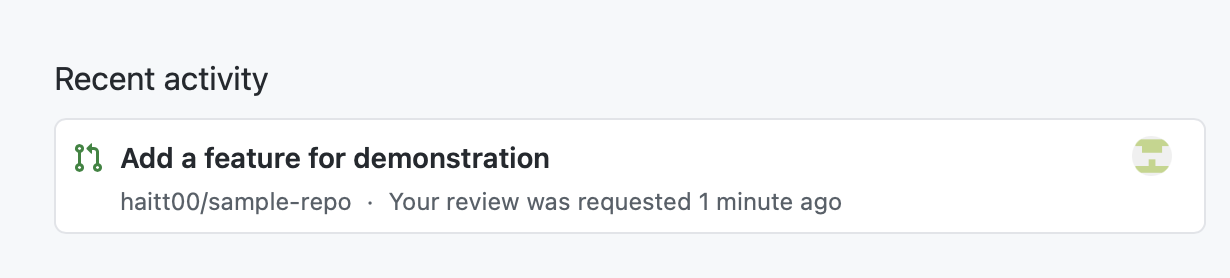 Recent activity
Add a feature for demonstration
haitt00/sample-repo · Your review was requested 1 minute ago